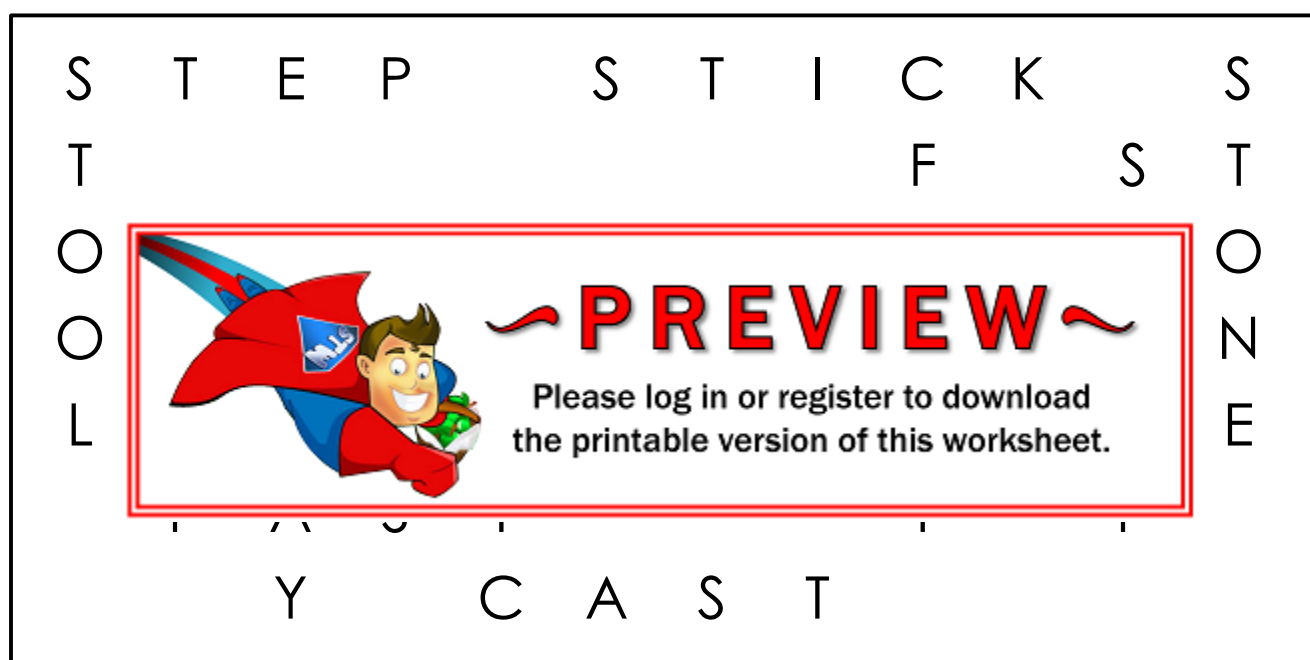 S T E P S T I C K S
T F S T
O O
~PREVIEW~
O N
Please log in or register to download
L E
the printable version of this worksheet.
Y C A S T